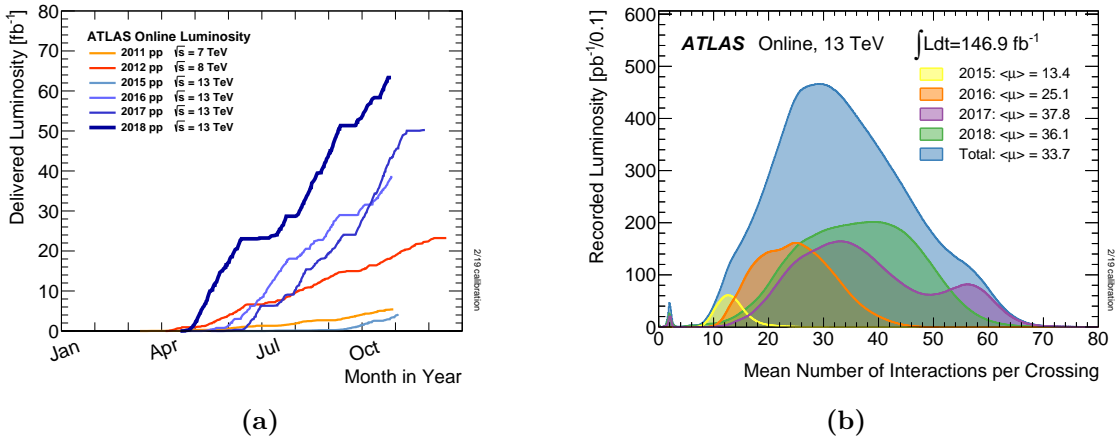 Delivered Luminosity [fb⁻¹]
80
70
60
50
40
30
20
10
0
ATLAS Online Luminosity
2011 pp √s = 7 TeV
2012 pp √s = 8 TeV
2015 pp √s = 13 TeV
2016 pp √s = 13 TeV
2017 pp √s = 13 TeV
2018 pp √s = 13 TeV
2/19 calibration
Jan Apr Jul Oct
Month in Year
(a)
Recorded Luminosity [pb⁻¹/0.1]
600
500
400
300
200
100
0
ATLAS Online, 13 TeV ∫Ldt=146.9 fb⁻¹
2015: <μ> = 13.4
2016: <μ> = 25.1
2017: <μ> = 37.8
2018: <μ> = 36.1
Total: <μ> = 33.7
2/19 calibration
0 10 20 30 40 50 60 70 80
Mean Number of Interactions per Crossing
(b)